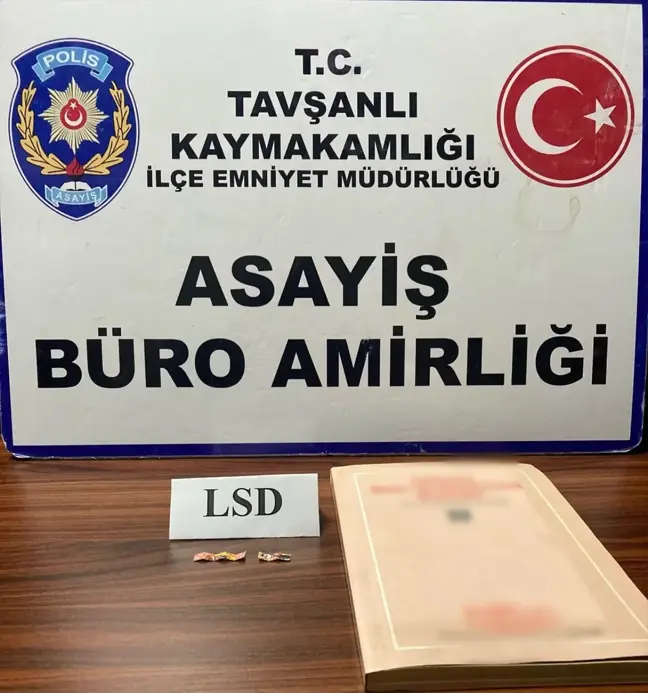 POLİS
ASAYİŞ
T.C.
TAVŞANLI
KAYMAKAMLIĞI
İLÇE EMNİYET MÜDÜRLÜĞÜ
ASAYİŞ
BÜRO AMİRLİĞİ
LSD